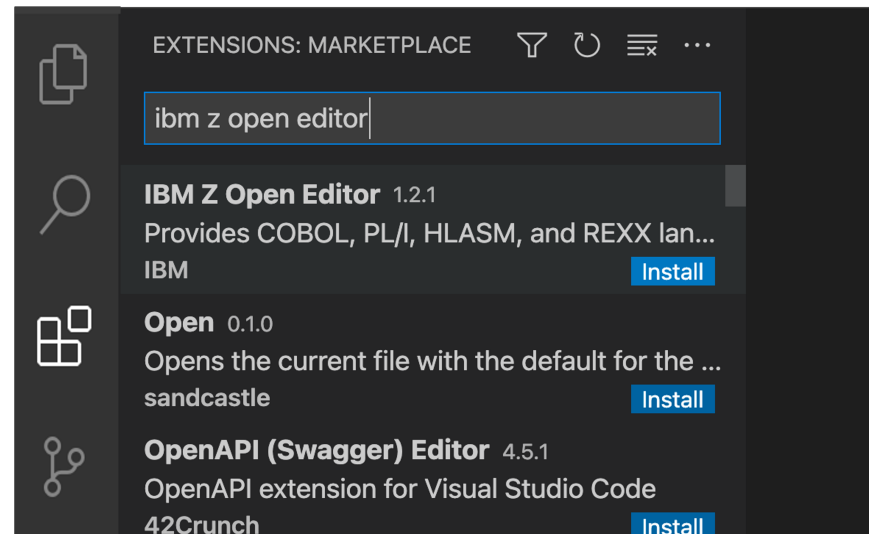 EXTENSIONS: MARKETPLACE
ibm z open editor
IBM Z Open Editor 1.2.1
Provides COBOL, PL/I, HLASM, and REXX lan...
IBM Install
Open 0.1.0
Opens the current file with the default for the ...
sandcastle Install
OpenAPI (Swagger) Editor 4.5.1
OpenAPI extension for Visual Studio Code
42Crunch Install